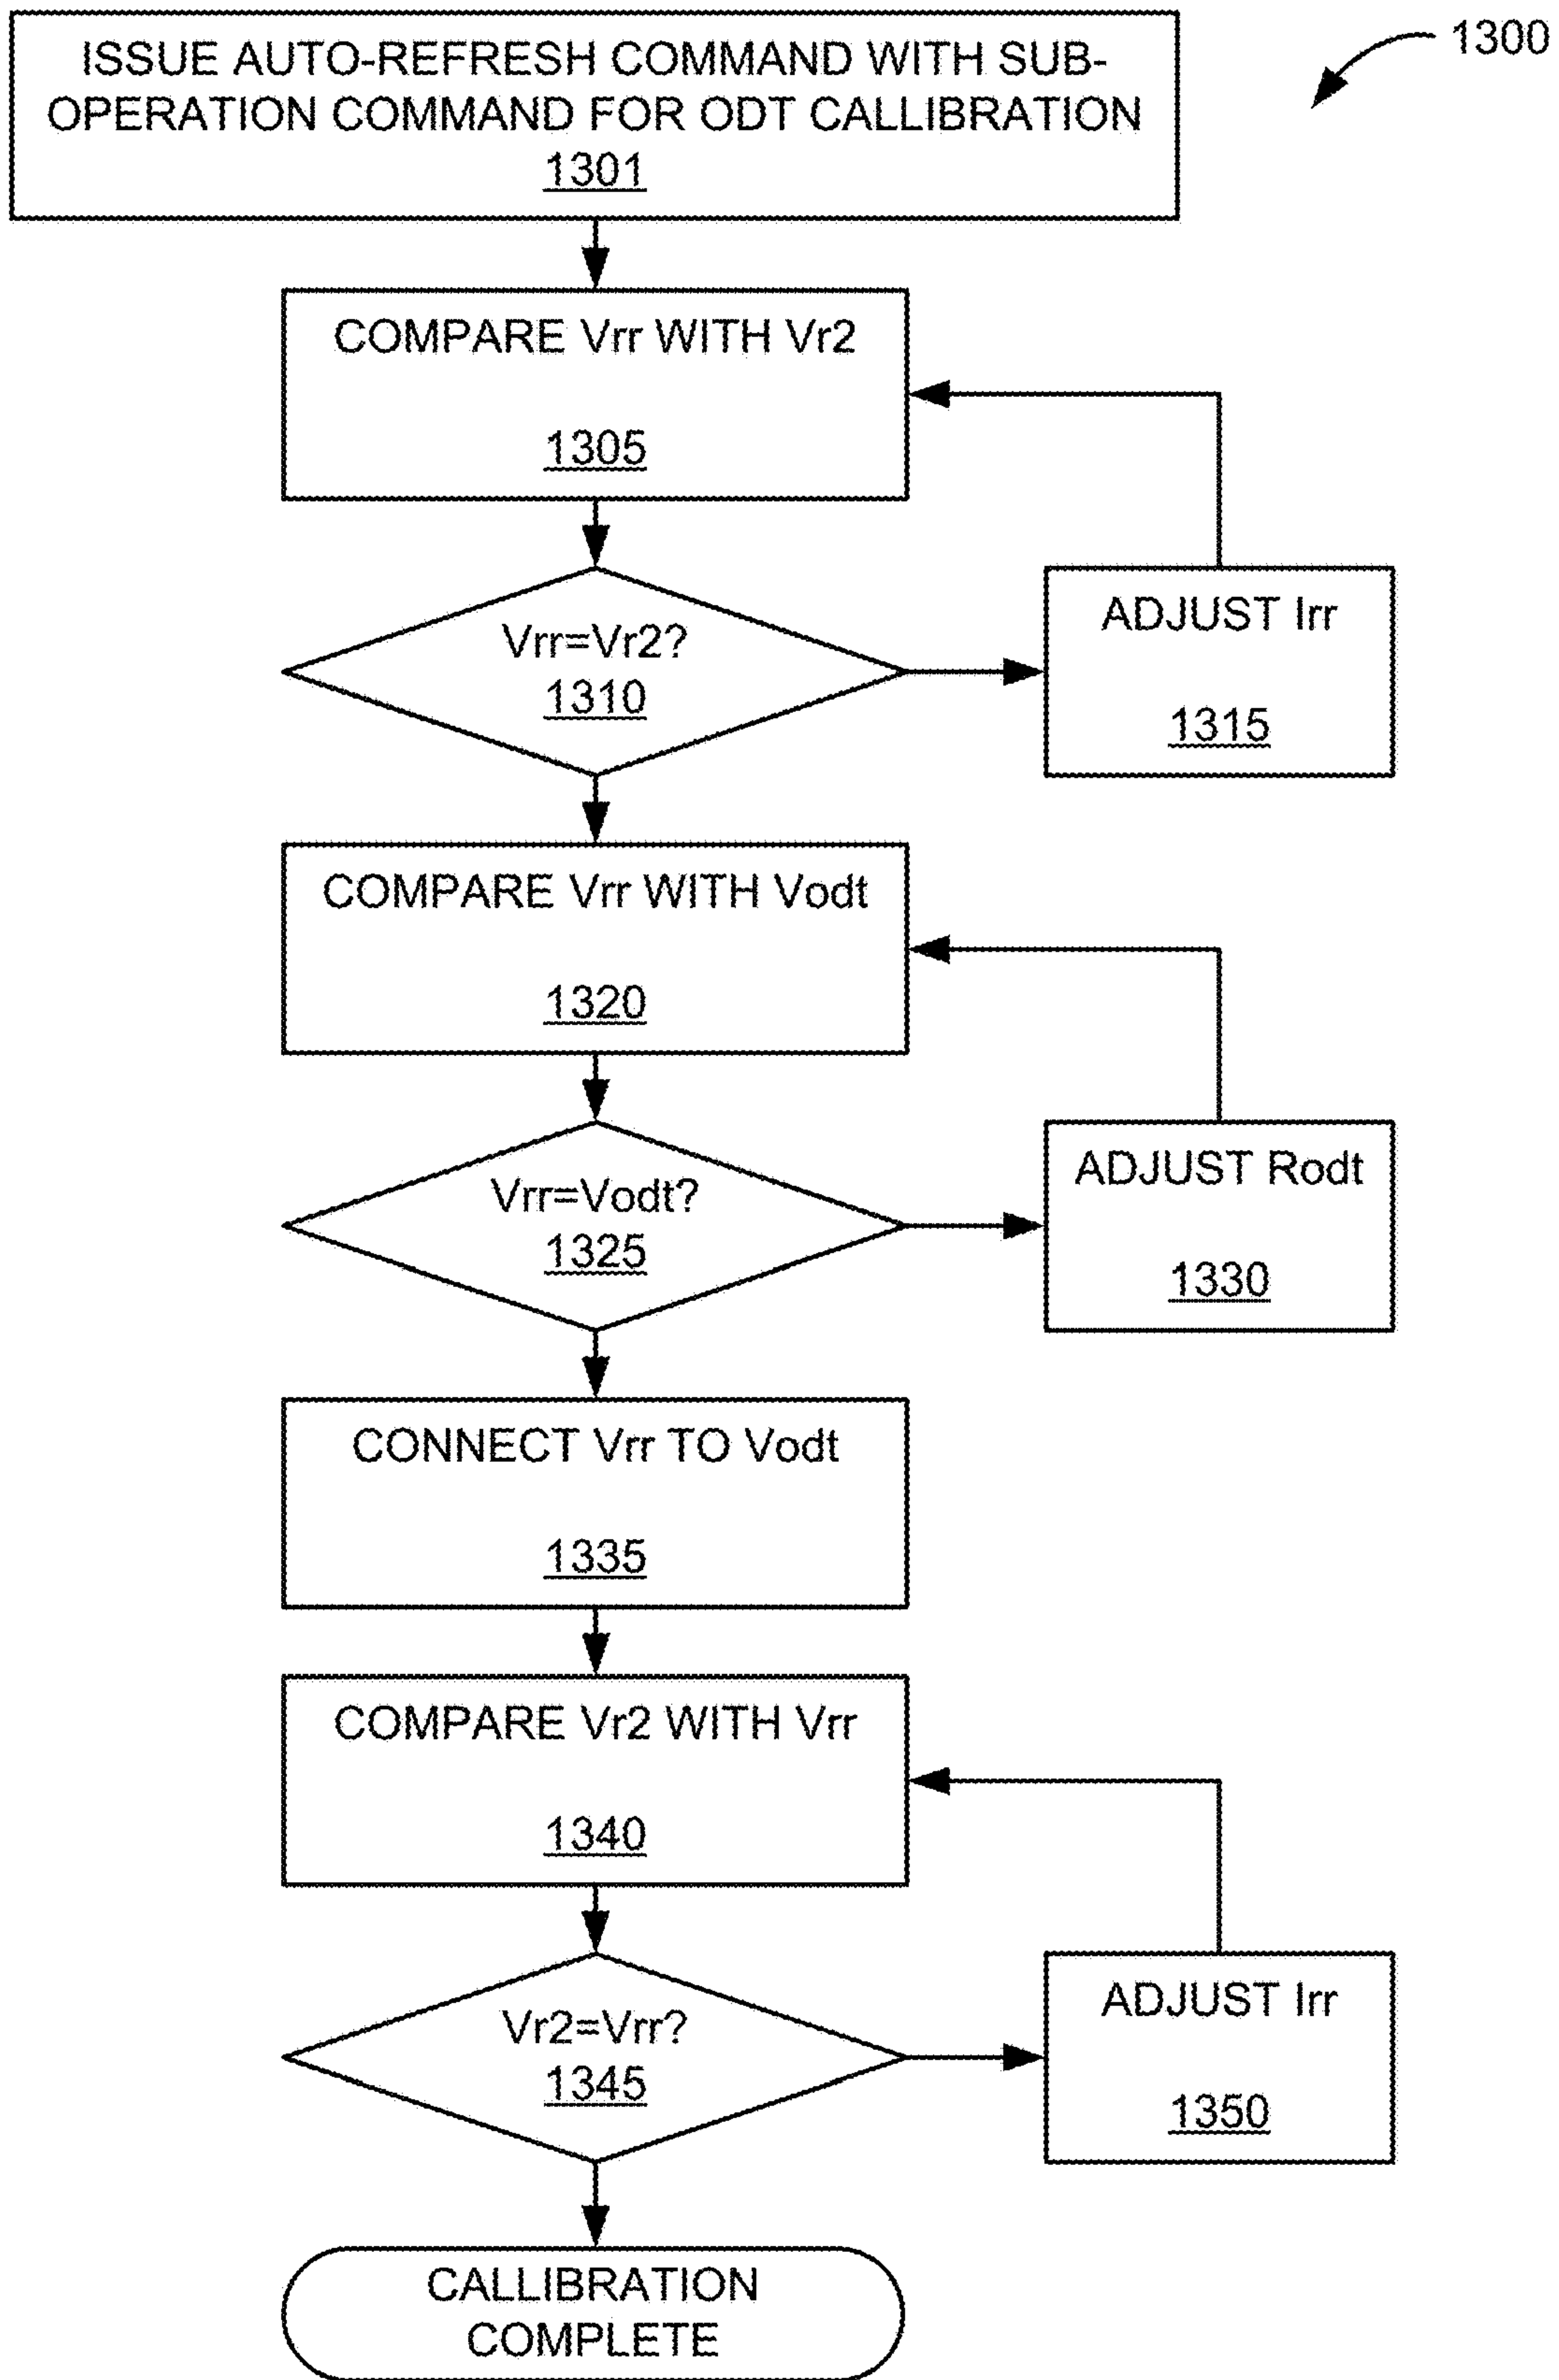 1300
ISSUE AUTO-REFRESH COMMAND WITH SUB-
OPERATION COMMAND FOR ODT CALLIBRATION
1301
COMPARE Vrr WITH Vr2
1305
Vrr=Vr2?
1310
ADJUST Irr
1315
COMPARE Vrr WITH Vodt
1320
Vrr=Vodt?
1325
ADJUST Rodt
1330
CONNECT Vrr TO Vodt
1335
COMPARE Vr2 WITH Vrr
1340
Vr2=Vrr?
1345
ADJUST Irr
1350
CALLIBRATION
COMPLETE